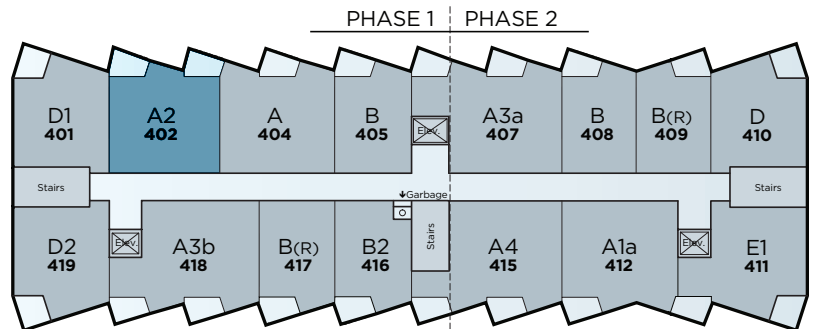 PHASE 1 PHASE 2
D1
401
A2
402
A
404
B
405
Elev.
A3a
407
B
408
B(R)
409
D
410
Stairs
Garbage
Stairs
D2
419
Elev.
A3b
418
B(R)
417
B2
416
Stairs
A4
415
A1a
412
Elev.
E1
411